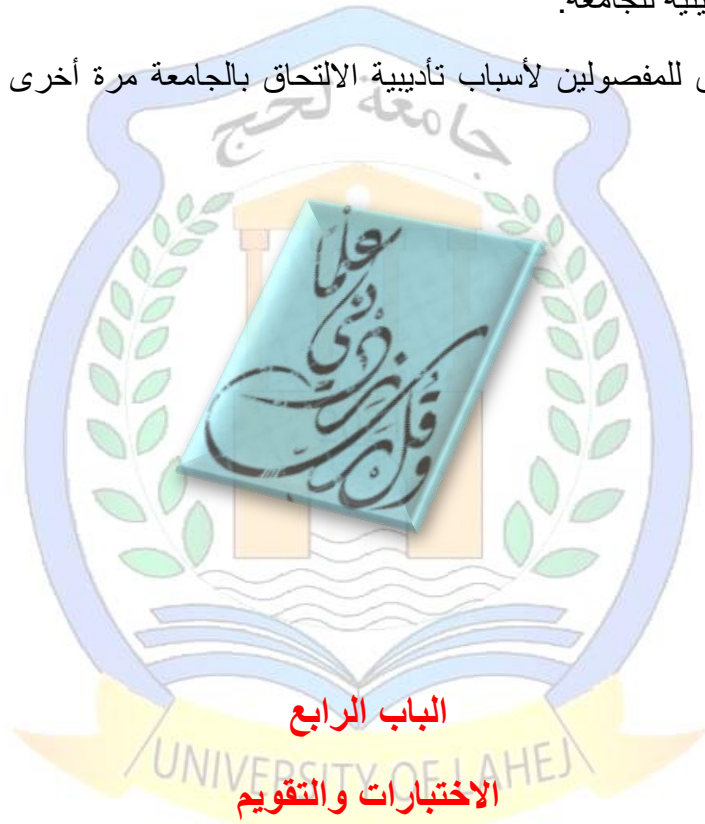 للجامعة.
للمفصولين لأسباب تأديبية الالتحاق بالجامعة مرة أخرى
جامعة لحج
وقل رب زدني علما
الباب الرابع
UNIVERSITY OF LAHEJ
الاختبارات والتقويم